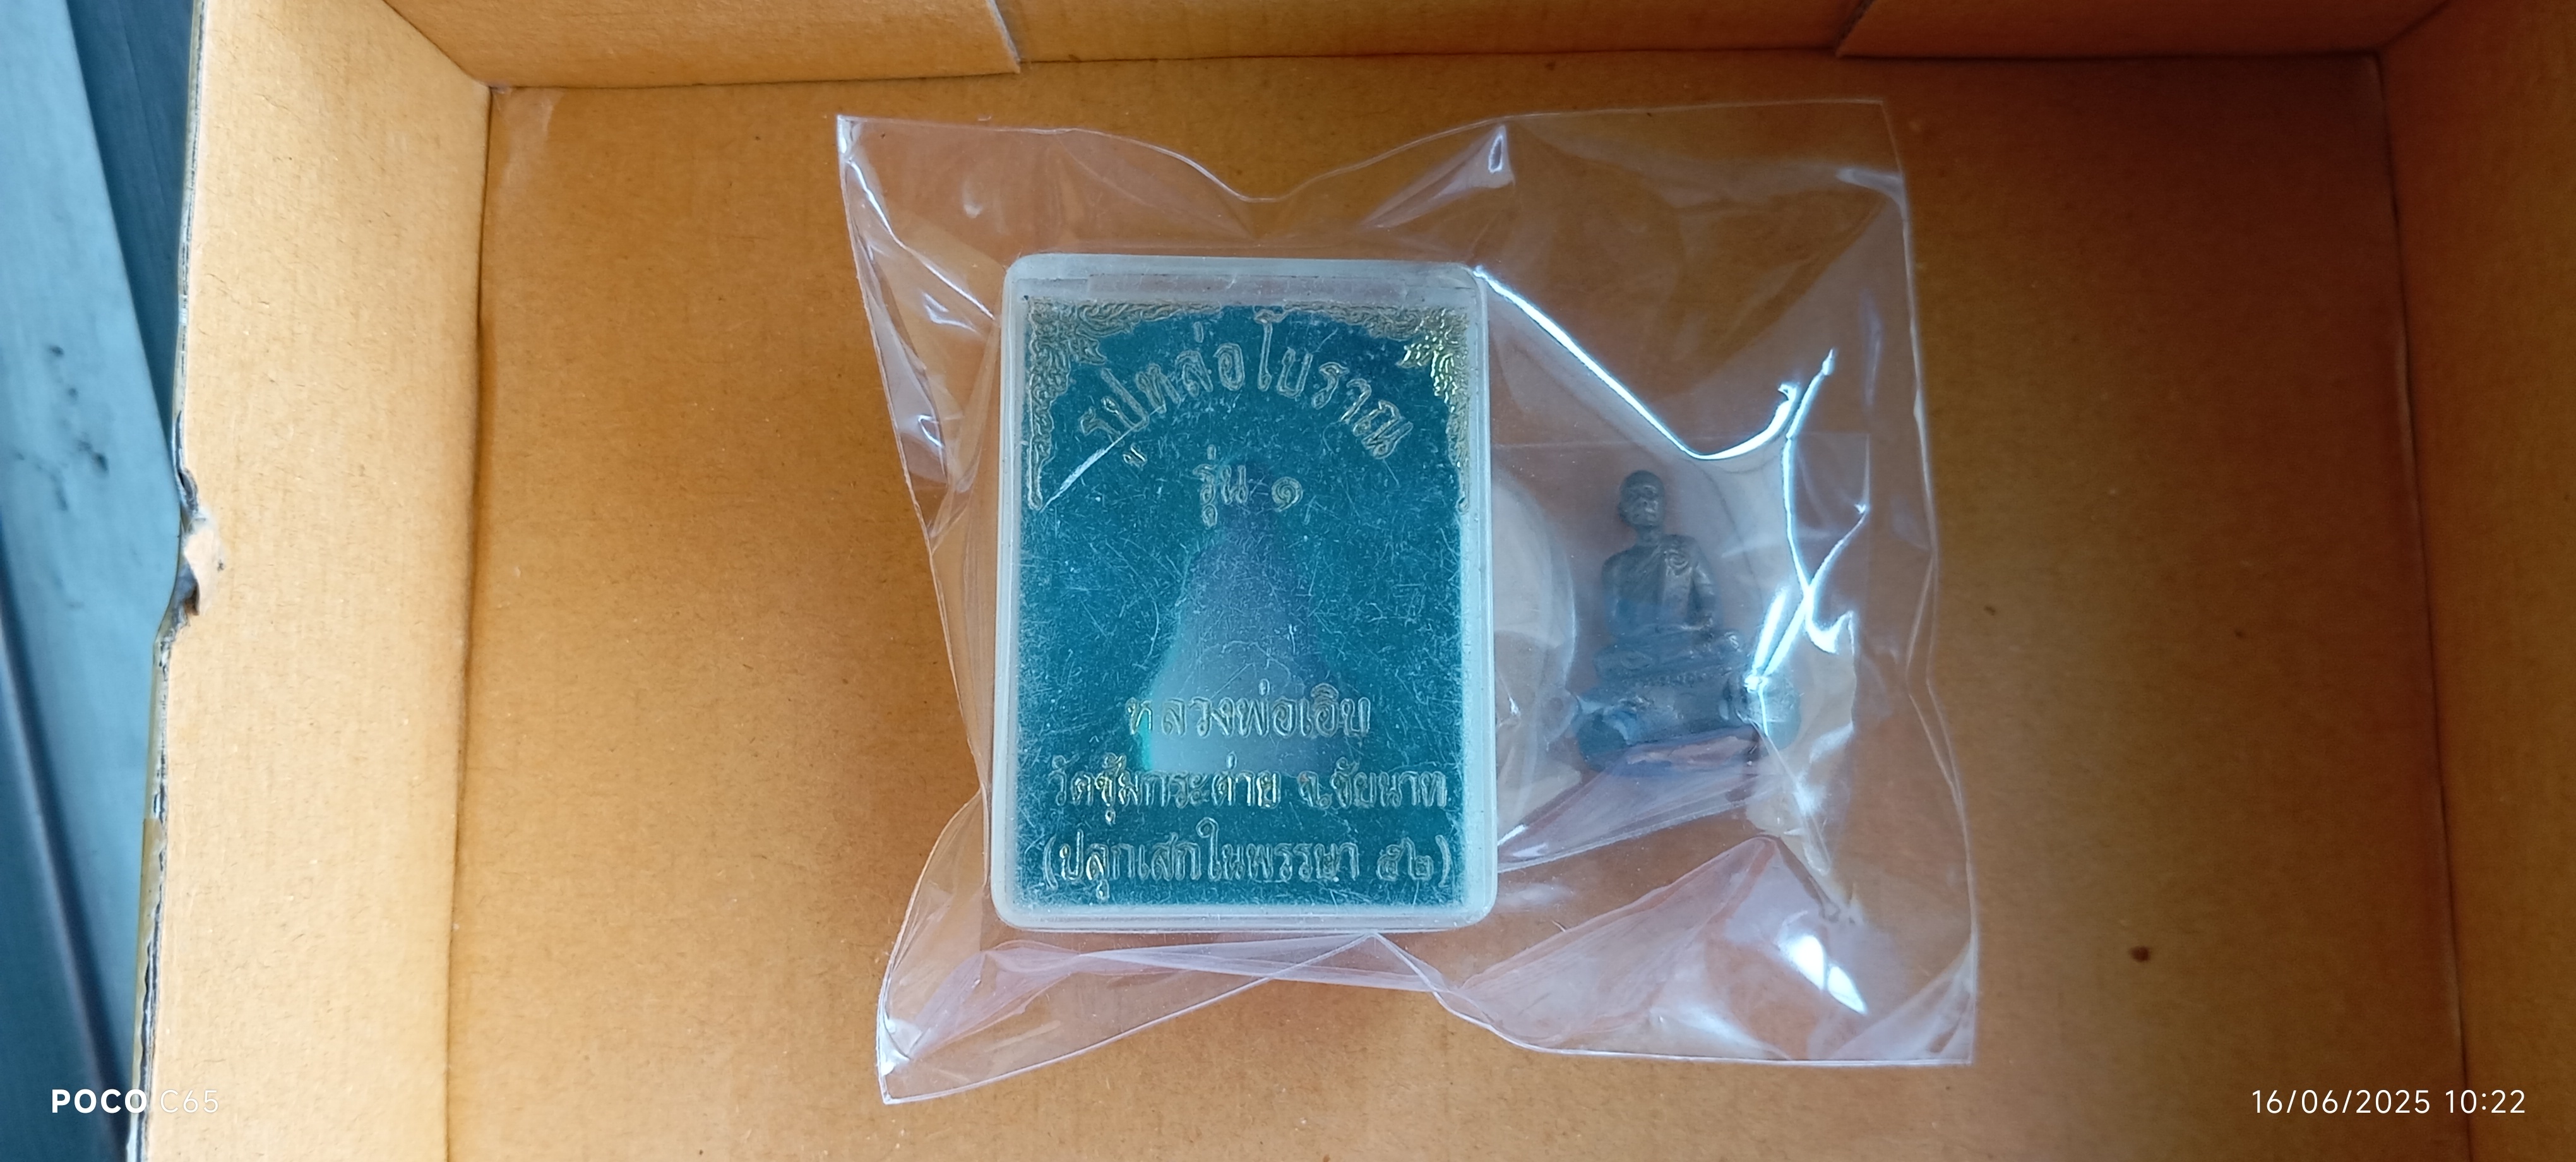 รูปหล่อโบราณ
รุ่น ๑
หลวงพ่อเอิบ
วัดซุ้มกระต่าย จ.ชัยนาท
(ปลุกเสกในพรรษา ๕๒)
POCO C65
16/06/2025 10:22